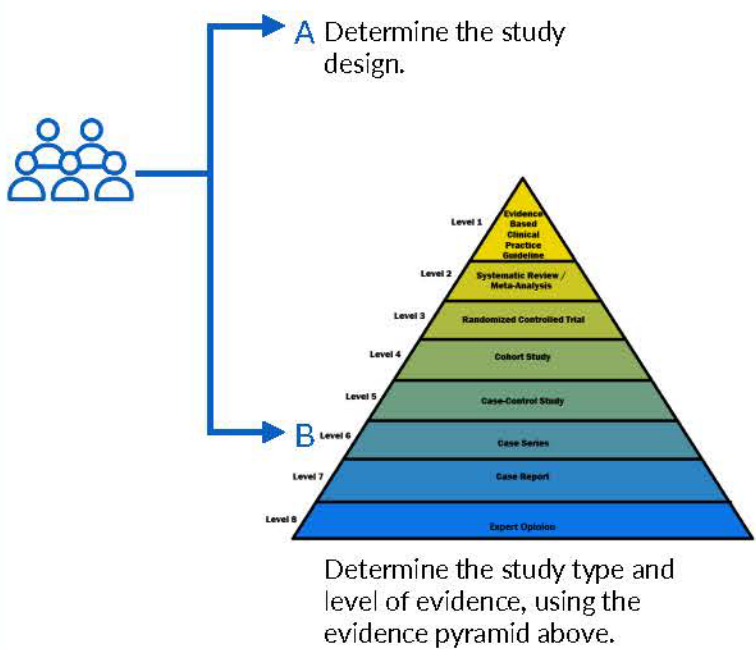 A Determine the study
design.
Level 1
Evidence
Based
Clinical
Practice
Guideline
Level 2
Systematic Review /
Meta-Analysis
Level 3
Randomized Controlled Trial
Level 4
Cohort Study
Level 5
Case-Control Study
B
Level 6
Case Series
Level 7
Case Report
Level 8
Expert Opinion
Determine the study type and
level of evidence, using the
evidence pyramid above.